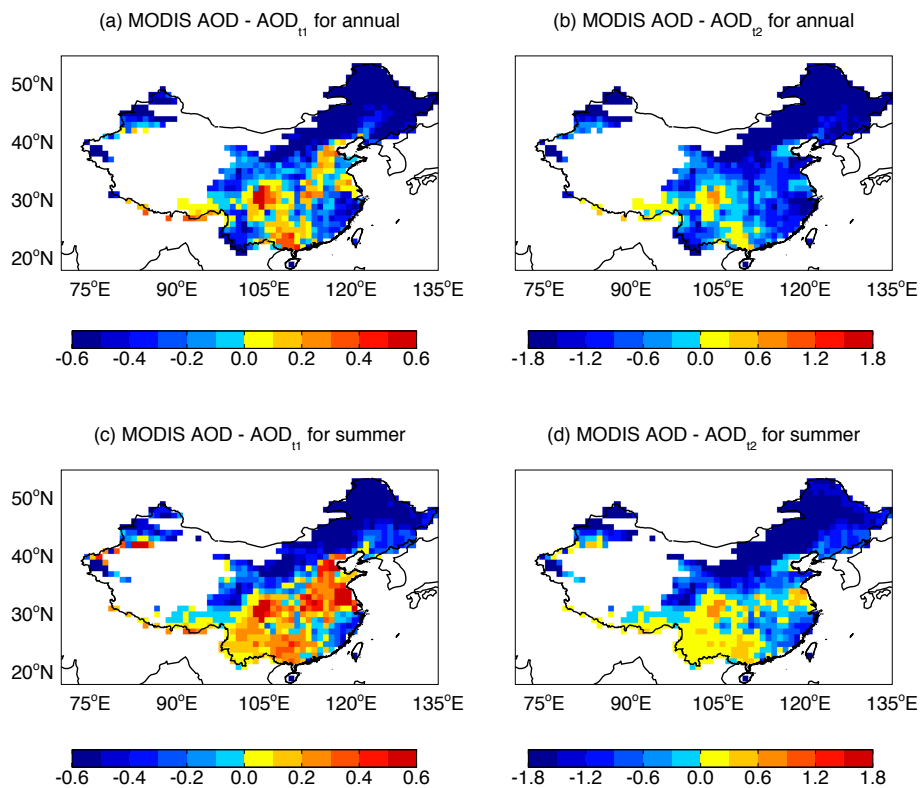 (a) MODIS AOD - AODt1 for annual
(b) MODIS AOD - AODt2 for annual
50°N
40°N
30°N
20°N
75°E 90°E 105°E 120°E 135°E
75°E 90°E 105°E 120°E 135°E
-0.6 -0.4 -0.2 0.0 0.2 0.4 0.6
-1.8 -1.2 -0.6 0.0 0.6 1.2 1.8
(c) MODIS AOD - AODt1 for summer
(d) MODIS AOD - AODt2 for summer
50°N
40°N
30°N
20°N
75°E 90°E 105°E 120°E 135°E
75°E 90°E 105°E 120°E 135°E
-0.6 -0.4 -0.2 0.0 0.2 0.4 0.6
-1.8 -1.2 -0.6 0.0 0.6 1.2 1.8